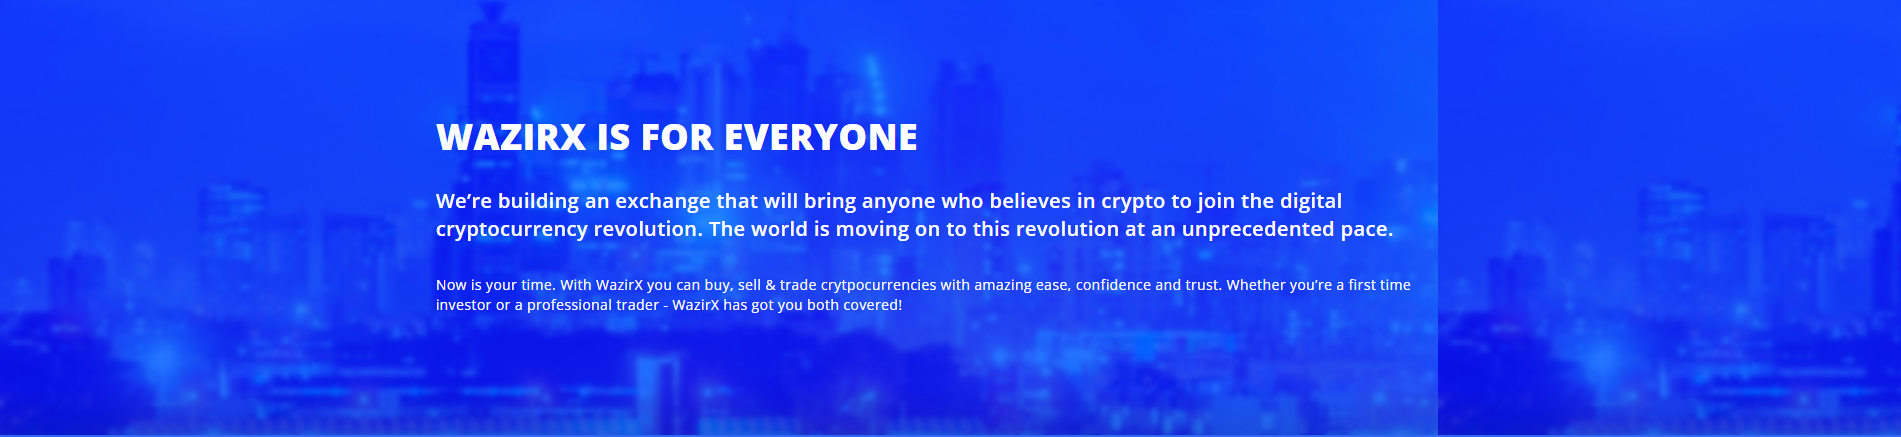 WAZIRX IS FOR EVERYONE
We’re building an exchange that will bring anyone who believes in crypto to join the digital
cryptocurrency revolution. The world is moving on to this revolution at an unprecedented pace.
Now is your time. With WazirX you can buy, sell & trade crytpocurrencies with amazing ease, confidence and trust. Whether you’re a first time
investor or a professional trader - WazirX has got you both covered!